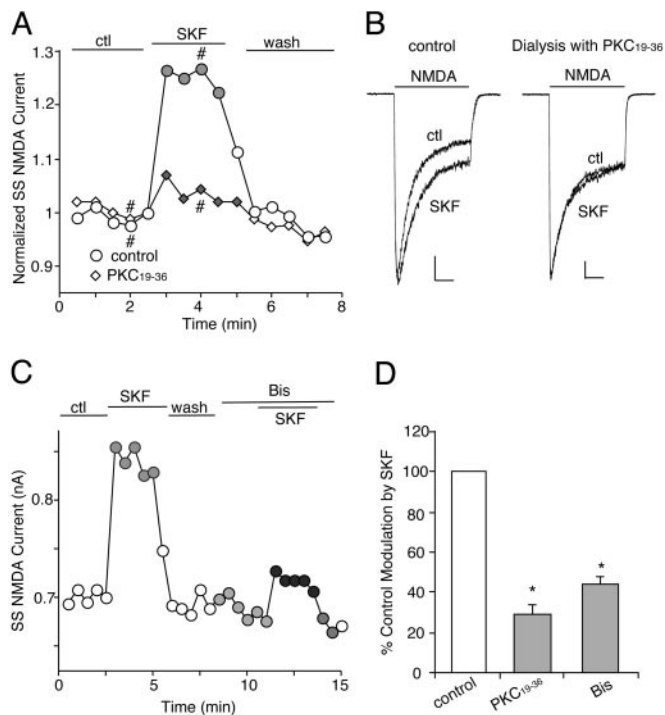 A
ctl
SKF
wash
Normalized SS NMDA Current
1.3
1.2
1.1
1
0.9
#
#
#
#
control
PKC19-36
0
2
4
6
8
Time (min)
B
control
Dialysis with PKC19-36
NMDA
NMDA
ctl
SKF
ctl
SKF
C
ctl
SKF
wash
Bis
SKF
SS NMDA Current (nA)
0.8
0.7
0
5
10
15
Time (min)
D
% Control Modulation by SKF
120
100
80
60
40
20
0
*
*
control
PKC19-36
Bis